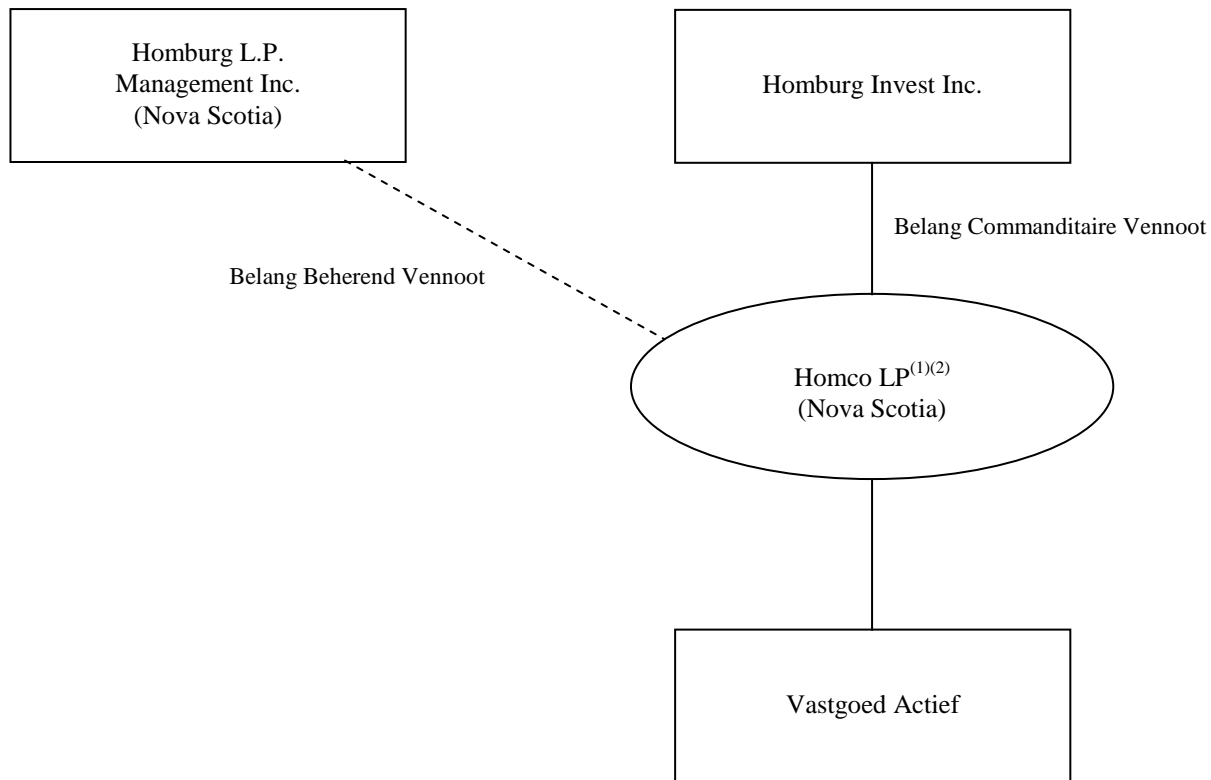 Homburg L.P.
Management Inc.
(Nova Scotia)
Homburg Invest Inc.
Belang Commanditaire Vennoot
Belang Beherend Vennoot
Homco LP(1)(2)
(Nova Scotia)
Vastgoed Actief